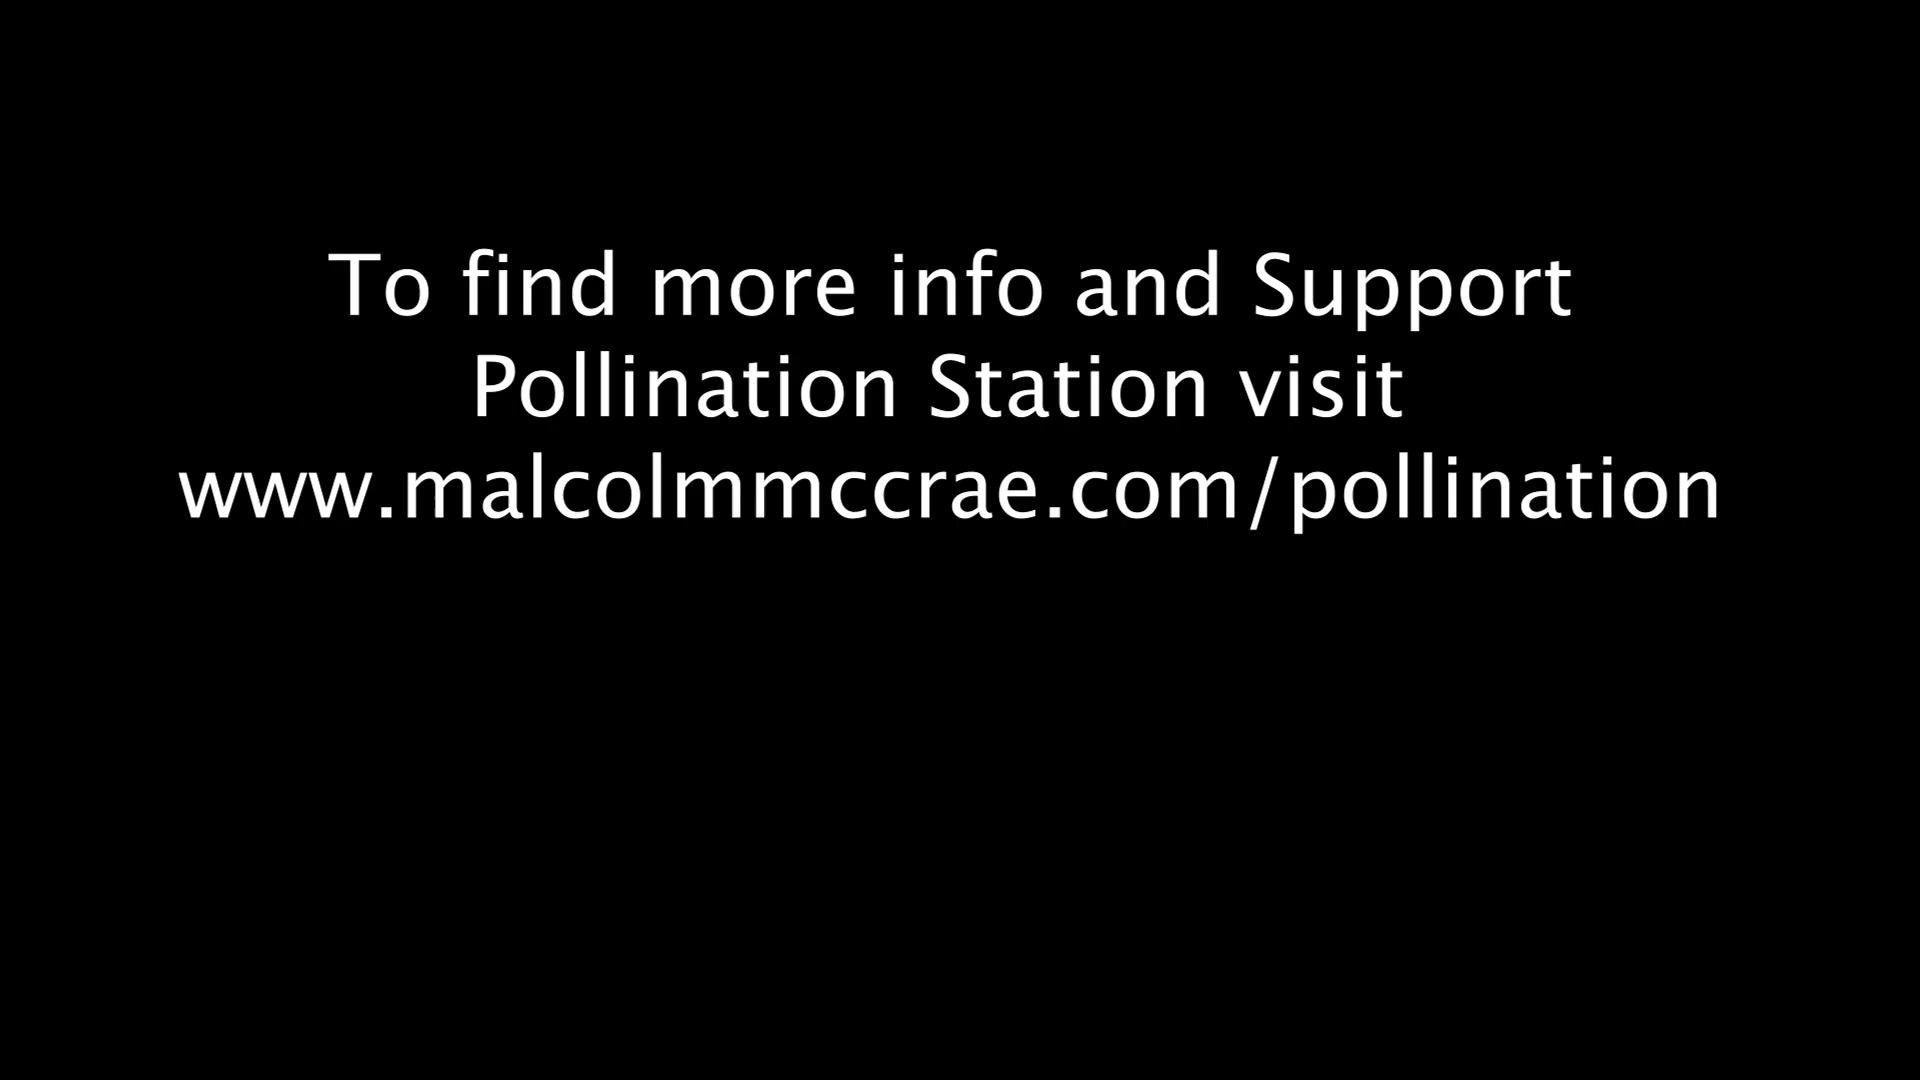 To find more info and Support
Pollination Station visit
www.malcolmmccrae.com/pollination